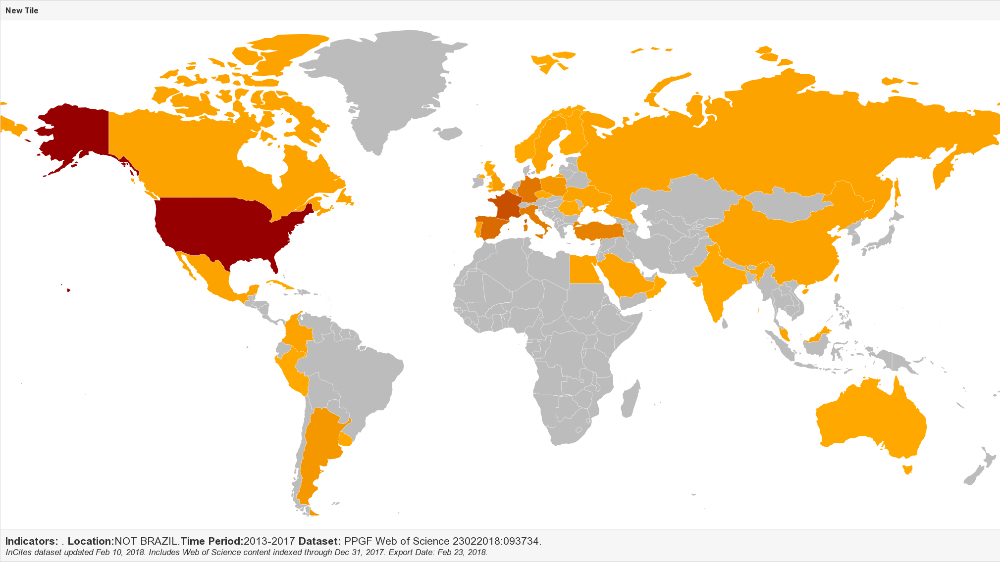 New Tile
Indicators: . Location:NOT BRAZIL.Time Period:2013-2017 Dataset: PPGF Web of Science 23022018:093734.
InCites dataset updated Feb 10, 2018. Includes Web of Science content indexed through Dec 31, 2017. Export Date: Feb 23, 2018.